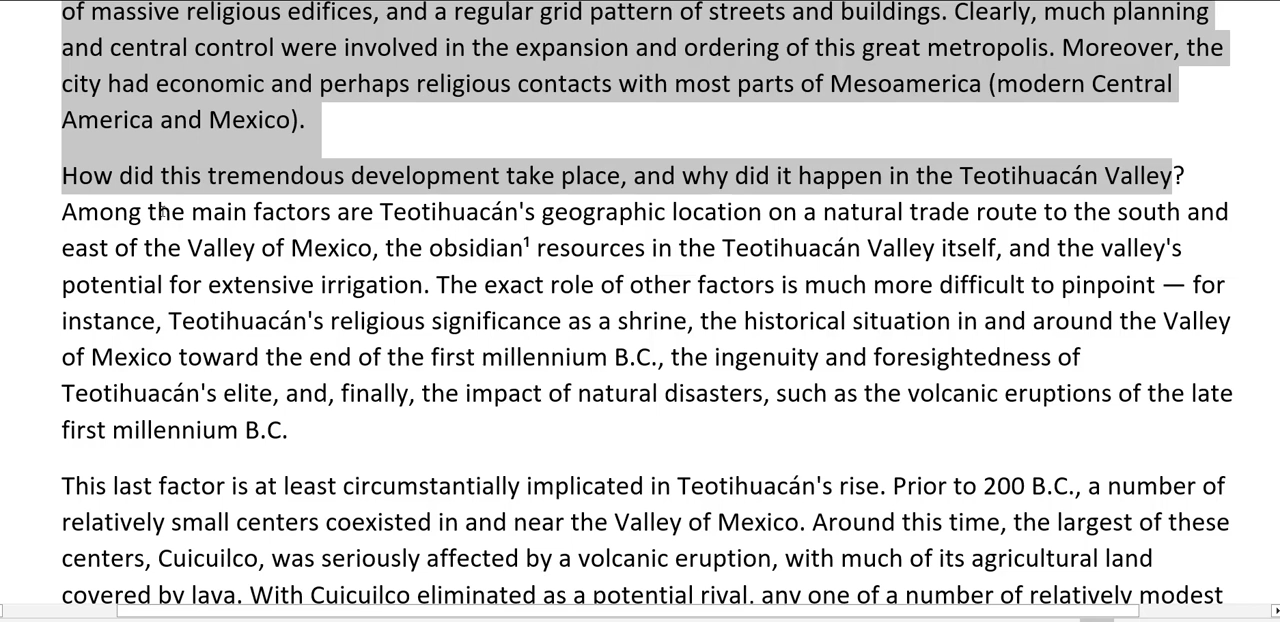 of massive religious edifices, and a regular grid pattern of streets and buildings. Clearly, much planning
and central control were involved in the expansion and ordering of this great metropolis. Moreover, the
city had economic and perhaps religious contacts with most parts of Mesoamerica (modern Central
America and Mexico).
How did this tremendous development take place, and why did it happen in the Teotihuacán Valley?
Among the main factors are Teotihuacán's geographic location on a natural trade route to the south and
east of the Valley of Mexico, the obsidian¹ resources in the Teotihuacán Valley itself, and the valley's
potential for extensive irrigation. The exact role of other factors is much more difficult to pinpoint — for
instance, Teotihuacán's religious significance as a shrine, the historical situation in and around the Valley
of Mexico toward the end of the first millennium B.C., the ingenuity and foresightedness of
Teotihuacán's elite, and, finally, the impact of natural disasters, such as the volcanic eruptions of the late
first millennium B.C.
This last factor is at least circumstantially implicated in Teotihuacán's rise. Prior to 200 B.C., a number of
relatively small centers coexisted in and near the Valley of Mexico. Around this time, the largest of these
centers, Cuicuilco, was seriously affected by a volcanic eruption, with much of its agricultural land
covered by lava. With Cuicuilco eliminated as a potential rival, any one of a number of relatively modest